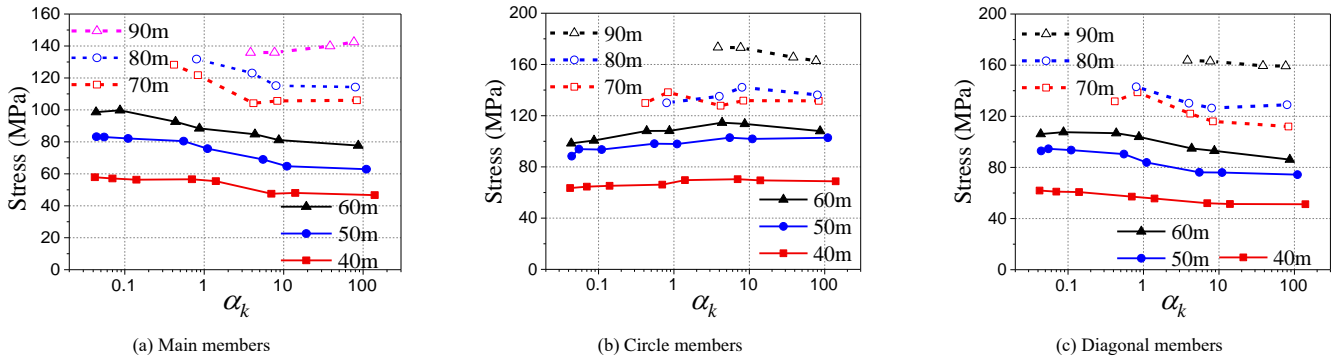 160
140
120
100
80
60
40
20
0
Stress (MPa)
90m
80m
70m
60m
50m
40m
0.1 1 10 100
α_k
(a) Main members
200
160
120
80
40
0
Stress (MPa)
90m
80m
70m
60m
50m
40m
0.1 1 10 100
α_k
(b) Circle members
200
160
120
80
40
0
Stress (MPa)
90m
80m
70m
60m
50m 40m
0.1 1 10 100
α_k
(c) Diagonal members